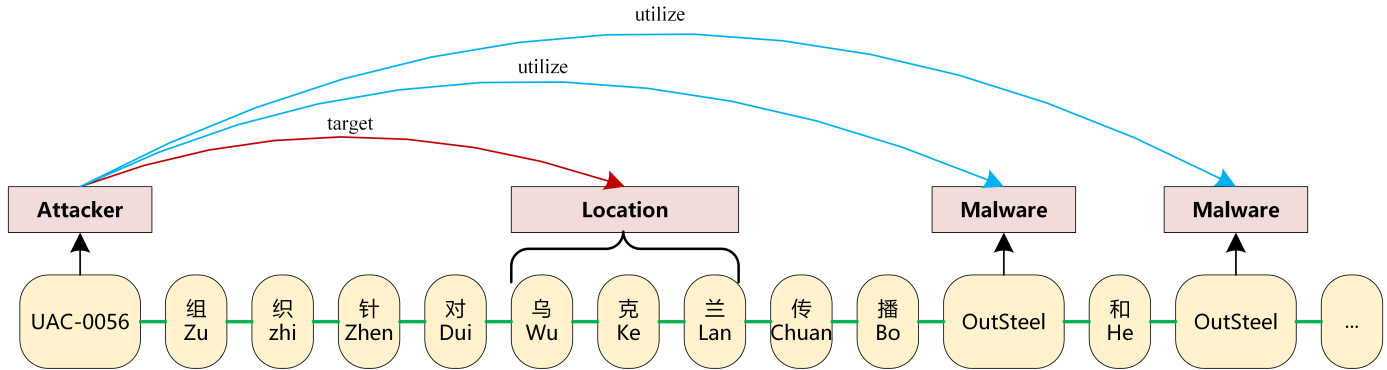 utilize
utilize
target
Attacker
Location
Malware
Malware
UAC-0056
组
Zu
织
zhi
针
Zhen
对
Dui
乌
Wu
克
Ke
兰
Lan
传
Chuan
播
Bo
OutSteel
和
He
OutSteel
...